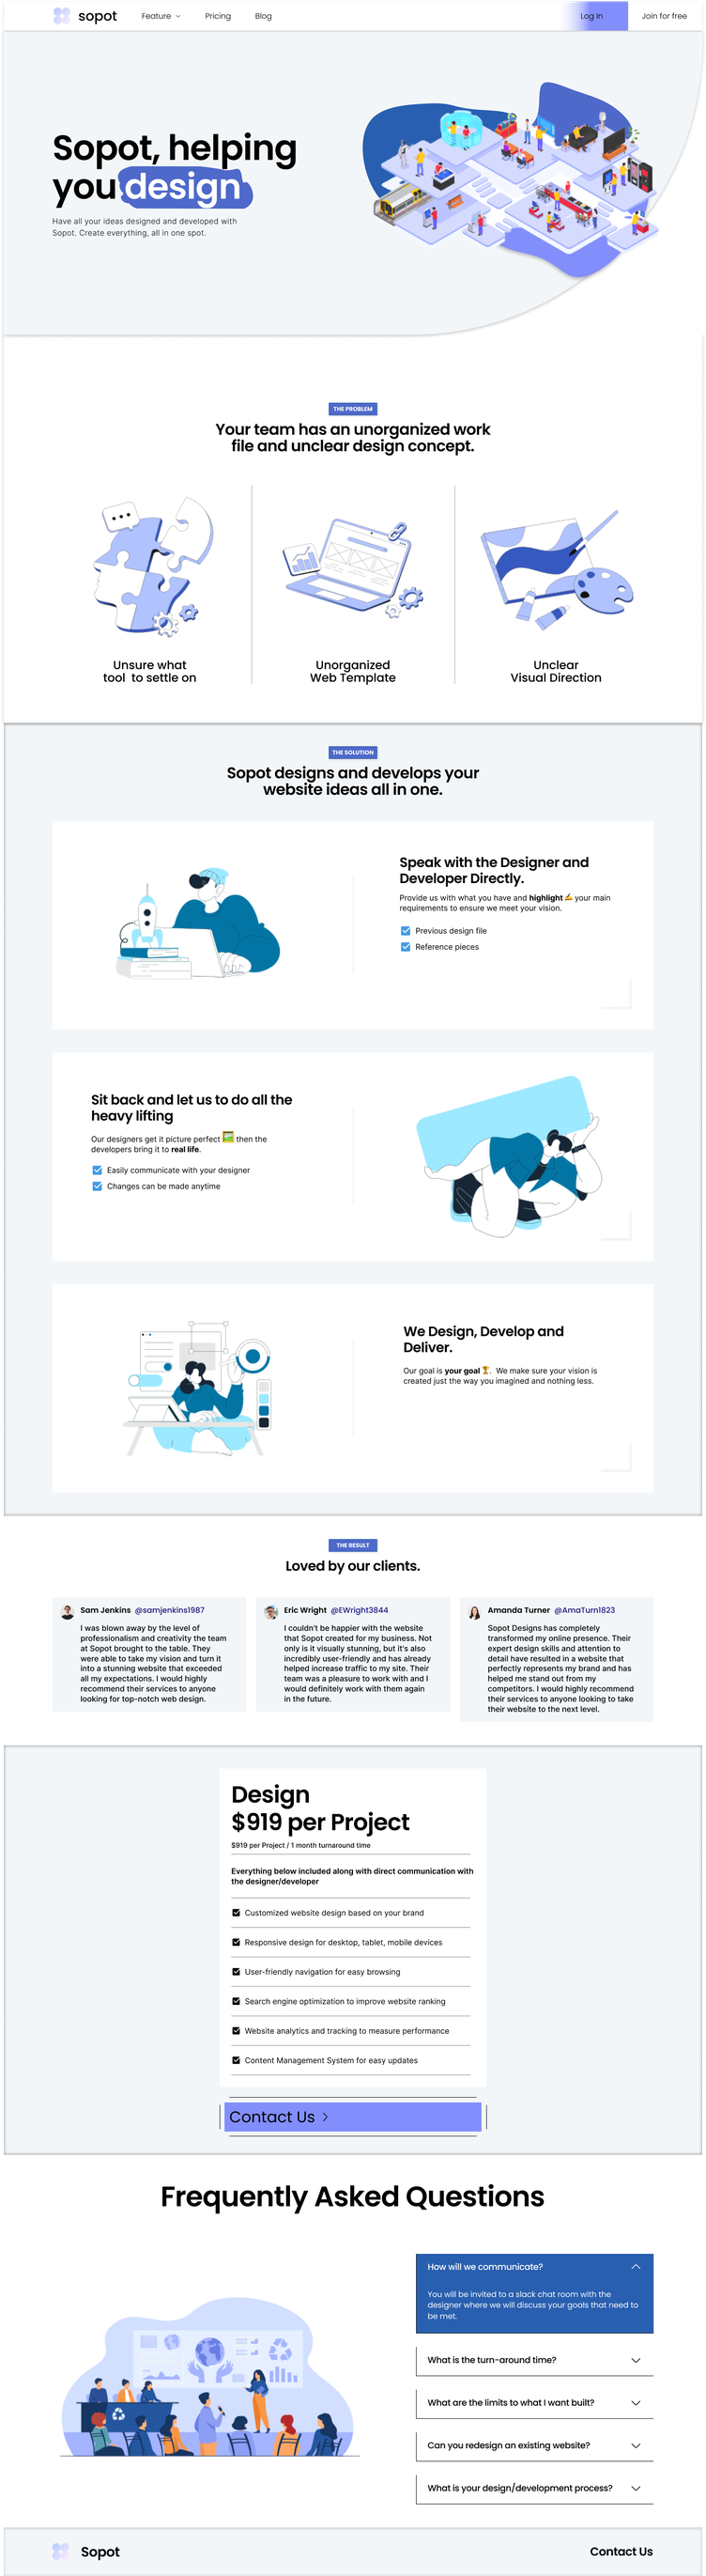 sopot
Feature
Pricing
Blog
Log In
Join for free
Sopot, helping
you design
Have all your ideas designed and developed with
Sopot. Create everything, all in one spot.
THE PROBLEM
Your team has an unorganized work
file and unclear design concept.
Unsure what
tool to settle on
Unorganized
Web Template
Unclear
Visual Direction
THE SOLUTION
Sopot designs and develops your
website ideas all in one.
Speak with the Designer and
Developer Directly.
Provide us with what you have and highlight ✍️ your main
requirements to ensure we meet your vision.
Previous design file
Reference pieces
Sit back and let us to do all the
heavy lifting
Our designers get it picture perfect 🖼️ then the
developers bring it to real life.
Easily communicate with your designer
Changes can be made anytime
We Design, Develop and
Deliver.
Our goal is your goal 🏆. We make sure your vision is
created just the way you imagined and nothing less.
THE RESULT
Loved by our clients.
Sam Jenkins @samjenkins1987
I was blown away by the level of
professionalism and creativity the team
at Sopot brought to the table. They
were able to take my vision and turn it
into a stunning website that exceeded
all my expectations. I would highly
recommend their services to anyone
looking for top-notch web design.
Eric Wright @EWright3844
I couldn't be happier with the website
that Sopot created for my business. Not
only is it visually stunning, but it's also
incredibly user-friendly and has already
helped increase traffic to my site. Their
team was a pleasure to work with and I
would definitely work with them again
in the future.
Amanda Turner @AmaTurn1823
Sopot Designs has completely
transformed my online presence. Their
expert design skills and attention to
detail have resulted in a website that
perfectly represents my brand and has
helped me stand out from my
competitors. I would highly recommend
their services to anyone looking to take
their website to the next level.
Design
$919 per Project
$919 per Project / 1 month turnaround time
Everything below included along with direct communication with
the designer/developer
Customized website design based on your brand
Responsive design for desktop, tablet, mobile devices
User-friendly navigation for easy browsing
Search engine optimization to improve website ranking
Website analytics and tracking to measure performance
Content Management System for easy updates
Contact Us
Frequently Asked Questions
How will we communicate?
You will be invited to a slack chat room with the
designer where we will discuss your goals that need to
be met.
What is the turn-around time?
What are the limits to what I want built?
Can you redesign an existing website?
What is your design/development process?
Sopot
Contact Us